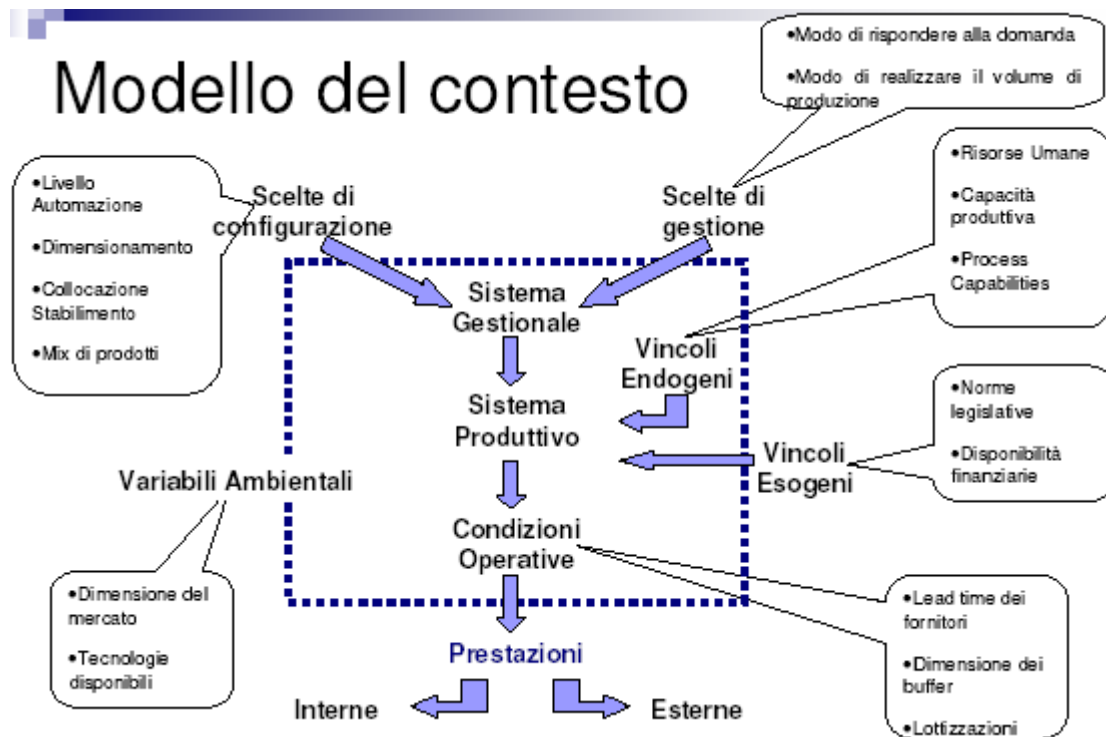 Modello del contesto
•Modo di rispondere alla domanda
•Modo di realizzare il volume di
produzione
•Livello
Automazione
•Dimensionamento
•Collocazione
Stabilimento
•Mix di prodotti
Scelte di
configurazione
Scelte di
gestione
•Risorse Umane
•Capacità
produttiva
•Process
Capabilities
Sistema
Gestionale
Vincoli
Endogeni
Sistema
Produttivo
•Norme
legislative
•Disponibilità
finanziarie
Vincoli
Esogeni
Variabili Ambientali
Condizioni
Operative
•Dimensione del
mercato
•Tecnologie
disponibili
•Lead time dei
fornitori
•Dimensione dei
buffer
•Lottizzazioni
Prestazioni
Interne
Esterne